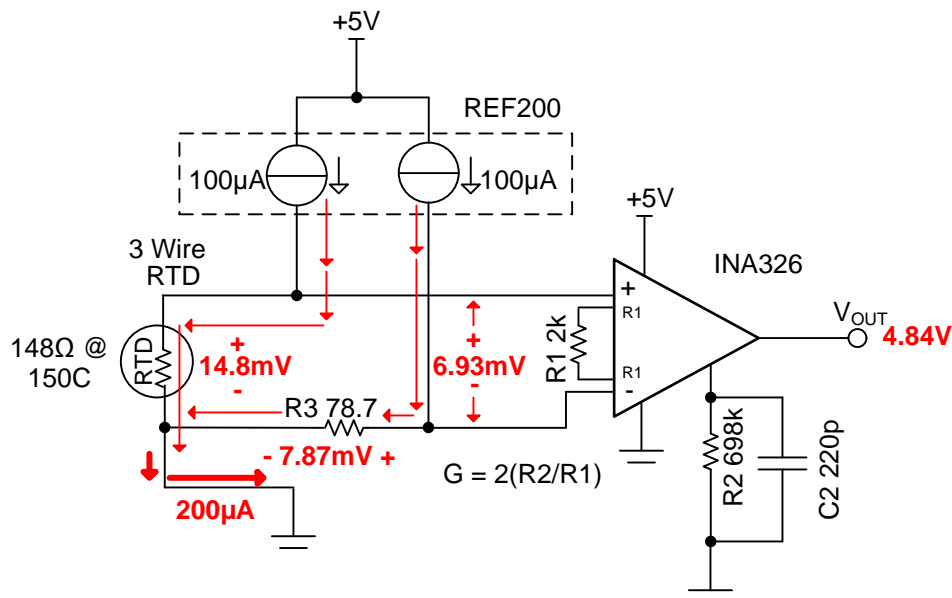 +5V
REF200
100µA
100µA
+5V
3 Wire
RTD
INA326
+
R1
R1 2k
R1
-
VOUT
4.84V
148Ω @
150C
RTD
+
14.8mV
-
+
6.93mV
-
R3 78.7
- 7.87mV +
G = 2(R2/R1)
R2 698k
C2 220p
200µA